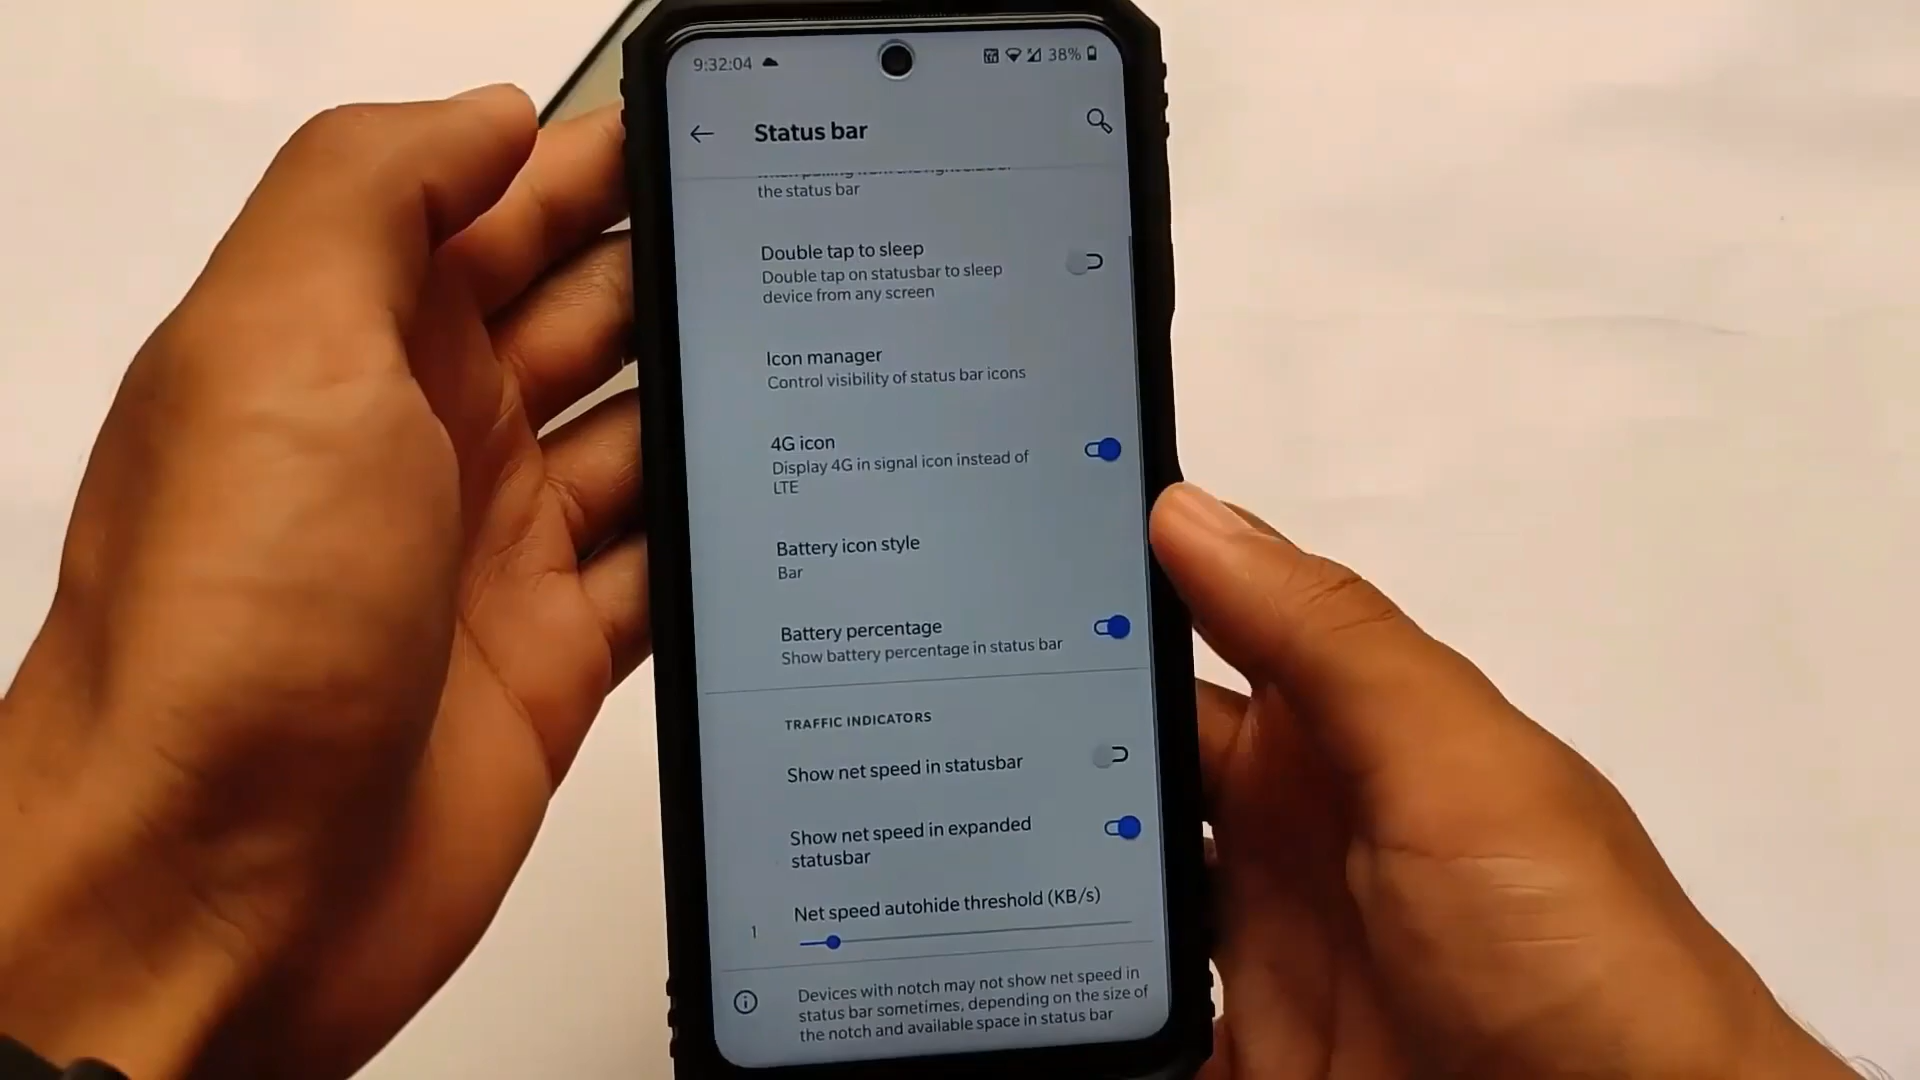 9:32:04
38%
Status bar
the status bar
Double tap to sleep
Double tap on statusbar to sleep
device from any screen
Icon manager
Control visibility of status bar icons
4G icon
Display 4G in signal icon instead of
LTE
Battery icon style
Bar
Battery percentage
Show battery percentage in status bar
TRAFFIC INDICATORS
Show net speed in statusbar
Show net speed in expanded
statusbar
Net speed autohide threshold (KB/s)
1
Devices with notch may not show net speed in
status bar sometimes, depending on the size of
the notch and available space in status bar